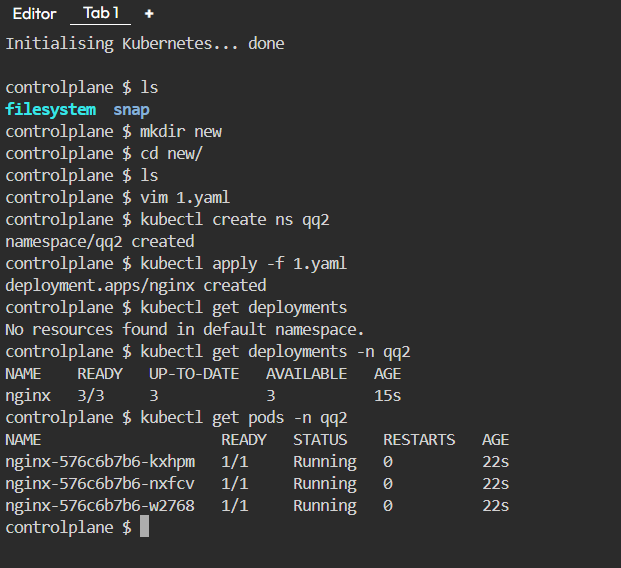 Editor Tab 1 +
Initialising Kubernetes... done
controlplane $ ls
filesystem snap
controlplane $ mkdir new
controlplane $ cd new/
controlplane $ ls
controlplane $ vim 1.yaml
controlplane $ kubectl create ns qq2
namespace/qq2 created
controlplane $ kubectl apply -f 1.yaml
deployment.apps/nginx created
controlplane $ kubectl get deployments
No resources found in default namespace.
controlplane $ kubectl get deployments -n qq2
NAME READY UP-TO-DATE AVAILABLE AGE
nginx 3/3 3 3 15s
controlplane $ kubectl get pods -n qq2
NAME READY STATUS RESTARTS AGE
nginx-576c6b7b6-kxhpm 1/1 Running 0 22s
nginx-576c6b7b6-nxfcv 1/1 Running 0 22s
nginx-576c6b7b6-w2768 1/1 Running 0 22s
controlplane $